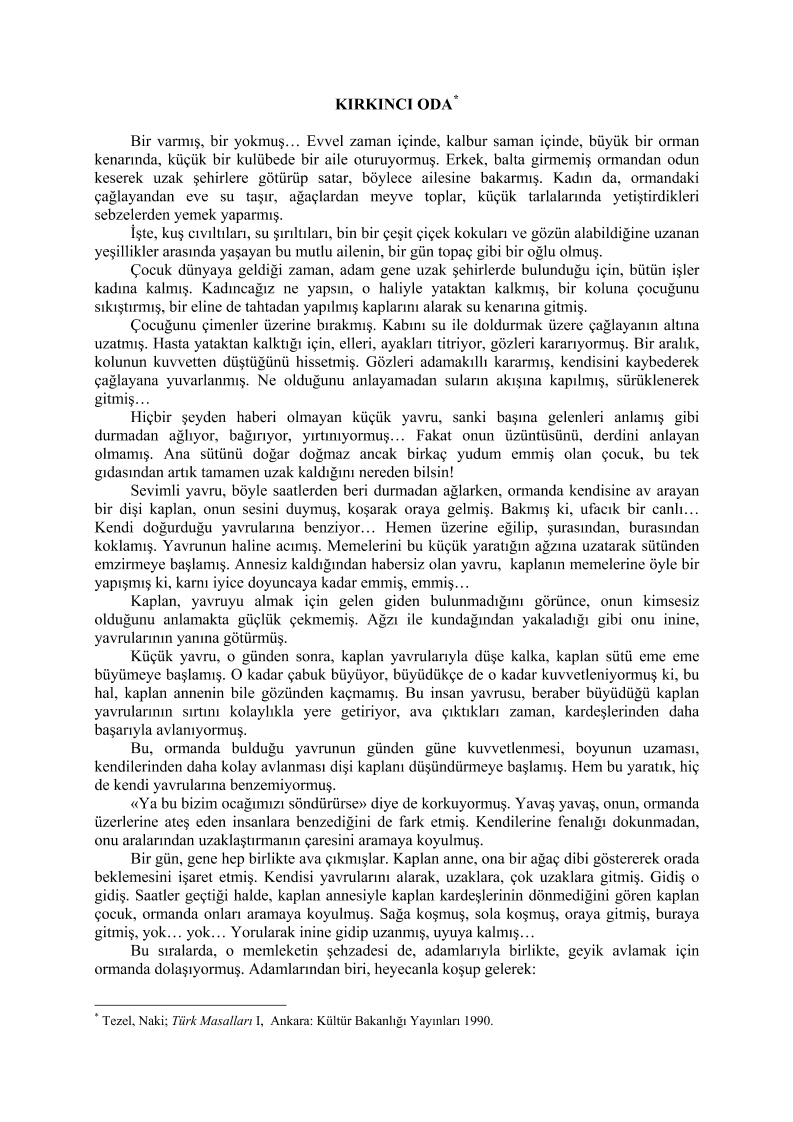 KIRKINCI ODA*
Bir varmış, bir yokmuş… Evvel zaman içinde, kalbur saman içinde, büyük bir orman
kenarında, küçük bir kulübede bir aile oturuyormuş. Erkek, balta girmemiş ormandan odun
keserek uzak şehirlere götürüp satar, böylece ailesine bakarmış. Kadın da, ormandaki
çağlayandan eve su taşır, ağaçlardan meyve toplar, küçük tarlalarında yetiştirdikleri
sebzelerden yemek yaparmış.
İşte, kuş cıvıltıları, su şırıltıları, bin bir çeşit çiçek kokuları ve gözün alabildiğine uzanan
yeşillikler arasında yaşayan bu mutlu ailenin, bir gün topaç gibi bir oğlu olmuş.
Çocuk dünyaya geldiği zaman, adam gene uzak şehirlerde bulunduğu için, bütün işler
kadına kalmış. Kadıncağız ne yapsın, o haliyle yataktan kalkmış, bir koluna çocuğunu
sıkıştırmış, bir eline de tahtadan yapılmış kaplarını alarak su kenarına gitmiş.
Çocuğunu çimenler üzerine bırakmış. Kabını su ile doldurmak üzere çağlayanın altına
uzatmış. Hasta yataktan kalktığı için, elleri, ayakları titriyor, gözleri kararıyormuş. Bir aralık,
kolunun kuvvetten düştüğünü hissetmiş. Gözleri adamakıllı kararmış, kendisini kaybederek
çağlayana yuvarlanmış. Ne olduğunu anlayamadan suların akışına kapılmış, sürüklenerek
gitmiş…
Hiçbir şeyden haberi olmayan küçük yavru, sanki başına gelenleri anlamış gibi
durmadan ağlıyor, bağırıyor, yırtınıyormuş… Fakat onun üzüntüsünü, derdini anlayan
olmamış. Ana sütünü doğar doğmaz ancak birkaç yudum emmiş olan çocuk, bu tek
gıdasından artık tamamen uzak kaldığını nereden bilsin!
Sevimli yavru, böyle saatlerden beri durmadan ağlarken, ormanda kendisine av arayan
bir dişi kaplan, onun sesini duymuş, koşarak oraya gelmiş. Bakmış ki, ufacık bir canlı…
Kendi doğurduğu yavrularına benziyor… Hemen üzerine eğilip, şurasından, burasından
koklamış. Yavrunun haline acımış. Memelerini bu küçük yaratığın ağzına uzatarak sütünden
emzirmeye başlamış. Annesiz kaldığından habersiz olan yavru, kaplanın memelerine öyle bir
yapışmış ki, karnı iyice doyuncaya kadar emmiş, emmiş…
Kaplan, yavruyu almak için gelen giden bulunmadığını görünce, onun kimsesiz
olduğunu anlamakta güçlük çekmemiş. Ağzı ile kundağından yakaladığı gibi onu inine,
yavrularının yanına götürmüş.
Küçük yavru, o günden sonra, kaplan yavrularıyla düşe kalka, kaplan sütü eme eme
büyümeye başlamış. O kadar çabuk büyüyor, büyüdükçe de o kadar kuvvetleniyormuş ki, bu
hal, kaplan annenin bile gözünden kaçmamış. Bu insan yavrusu, beraber büyüdüğü kaplan
yavrularının sırtını kolaylıkla yere getiriyor, ava çıktıkları zaman, kardeşlerinden daha
başarıyla avlanıyormuş.
Bu, ormanda bulduğu yavrunun günden güne kuvvetlenmesi, boyunun uzaması,
kendilerinden daha kolay avlanması dişi kaplanı düşündürmeye başlamış. Hem bu yaratık, hiç
de kendi yavrularına benzemiyormuş.
«Ya bu bizim ocağımızı söndürürse» diye de korkuyormuş. Yavaş yavaş, onun, ormanda
üzerlerine ateş eden insanlara benzediğini de fark etmiş. Kendilerine fenalığı dokunmadan,
onu aralarından uzaklaştırmanın çaresini aramaya koyulmuş.
Bir gün, gene hep birlikte ava çıkmışlar. Kaplan anne, ona bir ağaç dibi göstererek orada
beklemesini işaret etmiş. Kendisi yavrularını alarak, uzaklara, çok uzaklara gitmiş. Gidiş o
gidiş. Saatler geçtiği halde, kaplan annesiyle kaplan kardeşlerinin dönmediğini gören kaplan
çocuk, ormanda onları aramaya koyulmuş. Sağa koşmuş, sola koşmuş, oraya gitmiş, buraya
gitmiş, yok… yok… Yorularak inine gidip uzanmış, uyuya kalmış…
Bu sıralarda, o memleketin şehzadesi de, adamlarıyla birlikte, geyik avlamak için
ormanda dolaşıyormuş. Adamlarından biri, heyecanla koşup gelerek:
* Tezel, Naki; Türk Masalları I, Ankara: Kültür Bakanlığı Yayınları 1990.